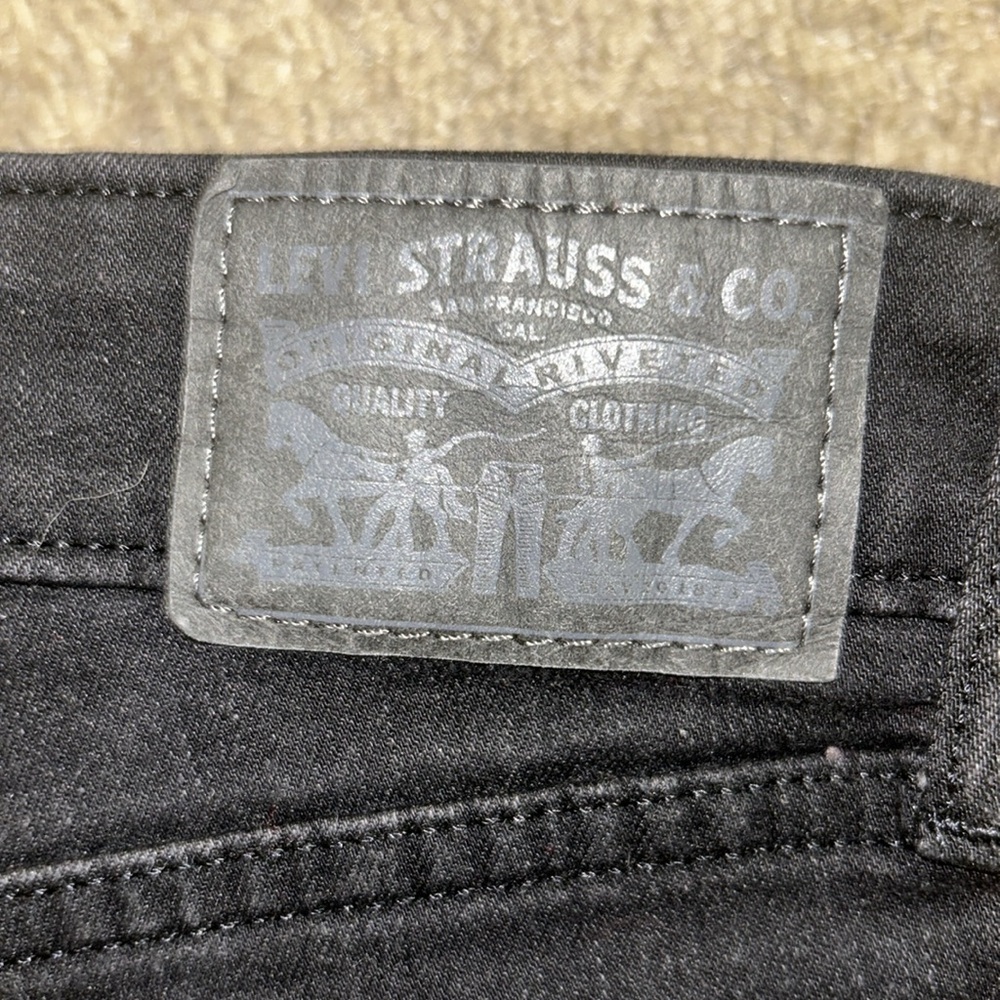 LEVI STRAUSS & CO.
SAN FRANCISCO
CAL
ORIGINAL RIVETED
QUALITY CLOTHING
PATENTED